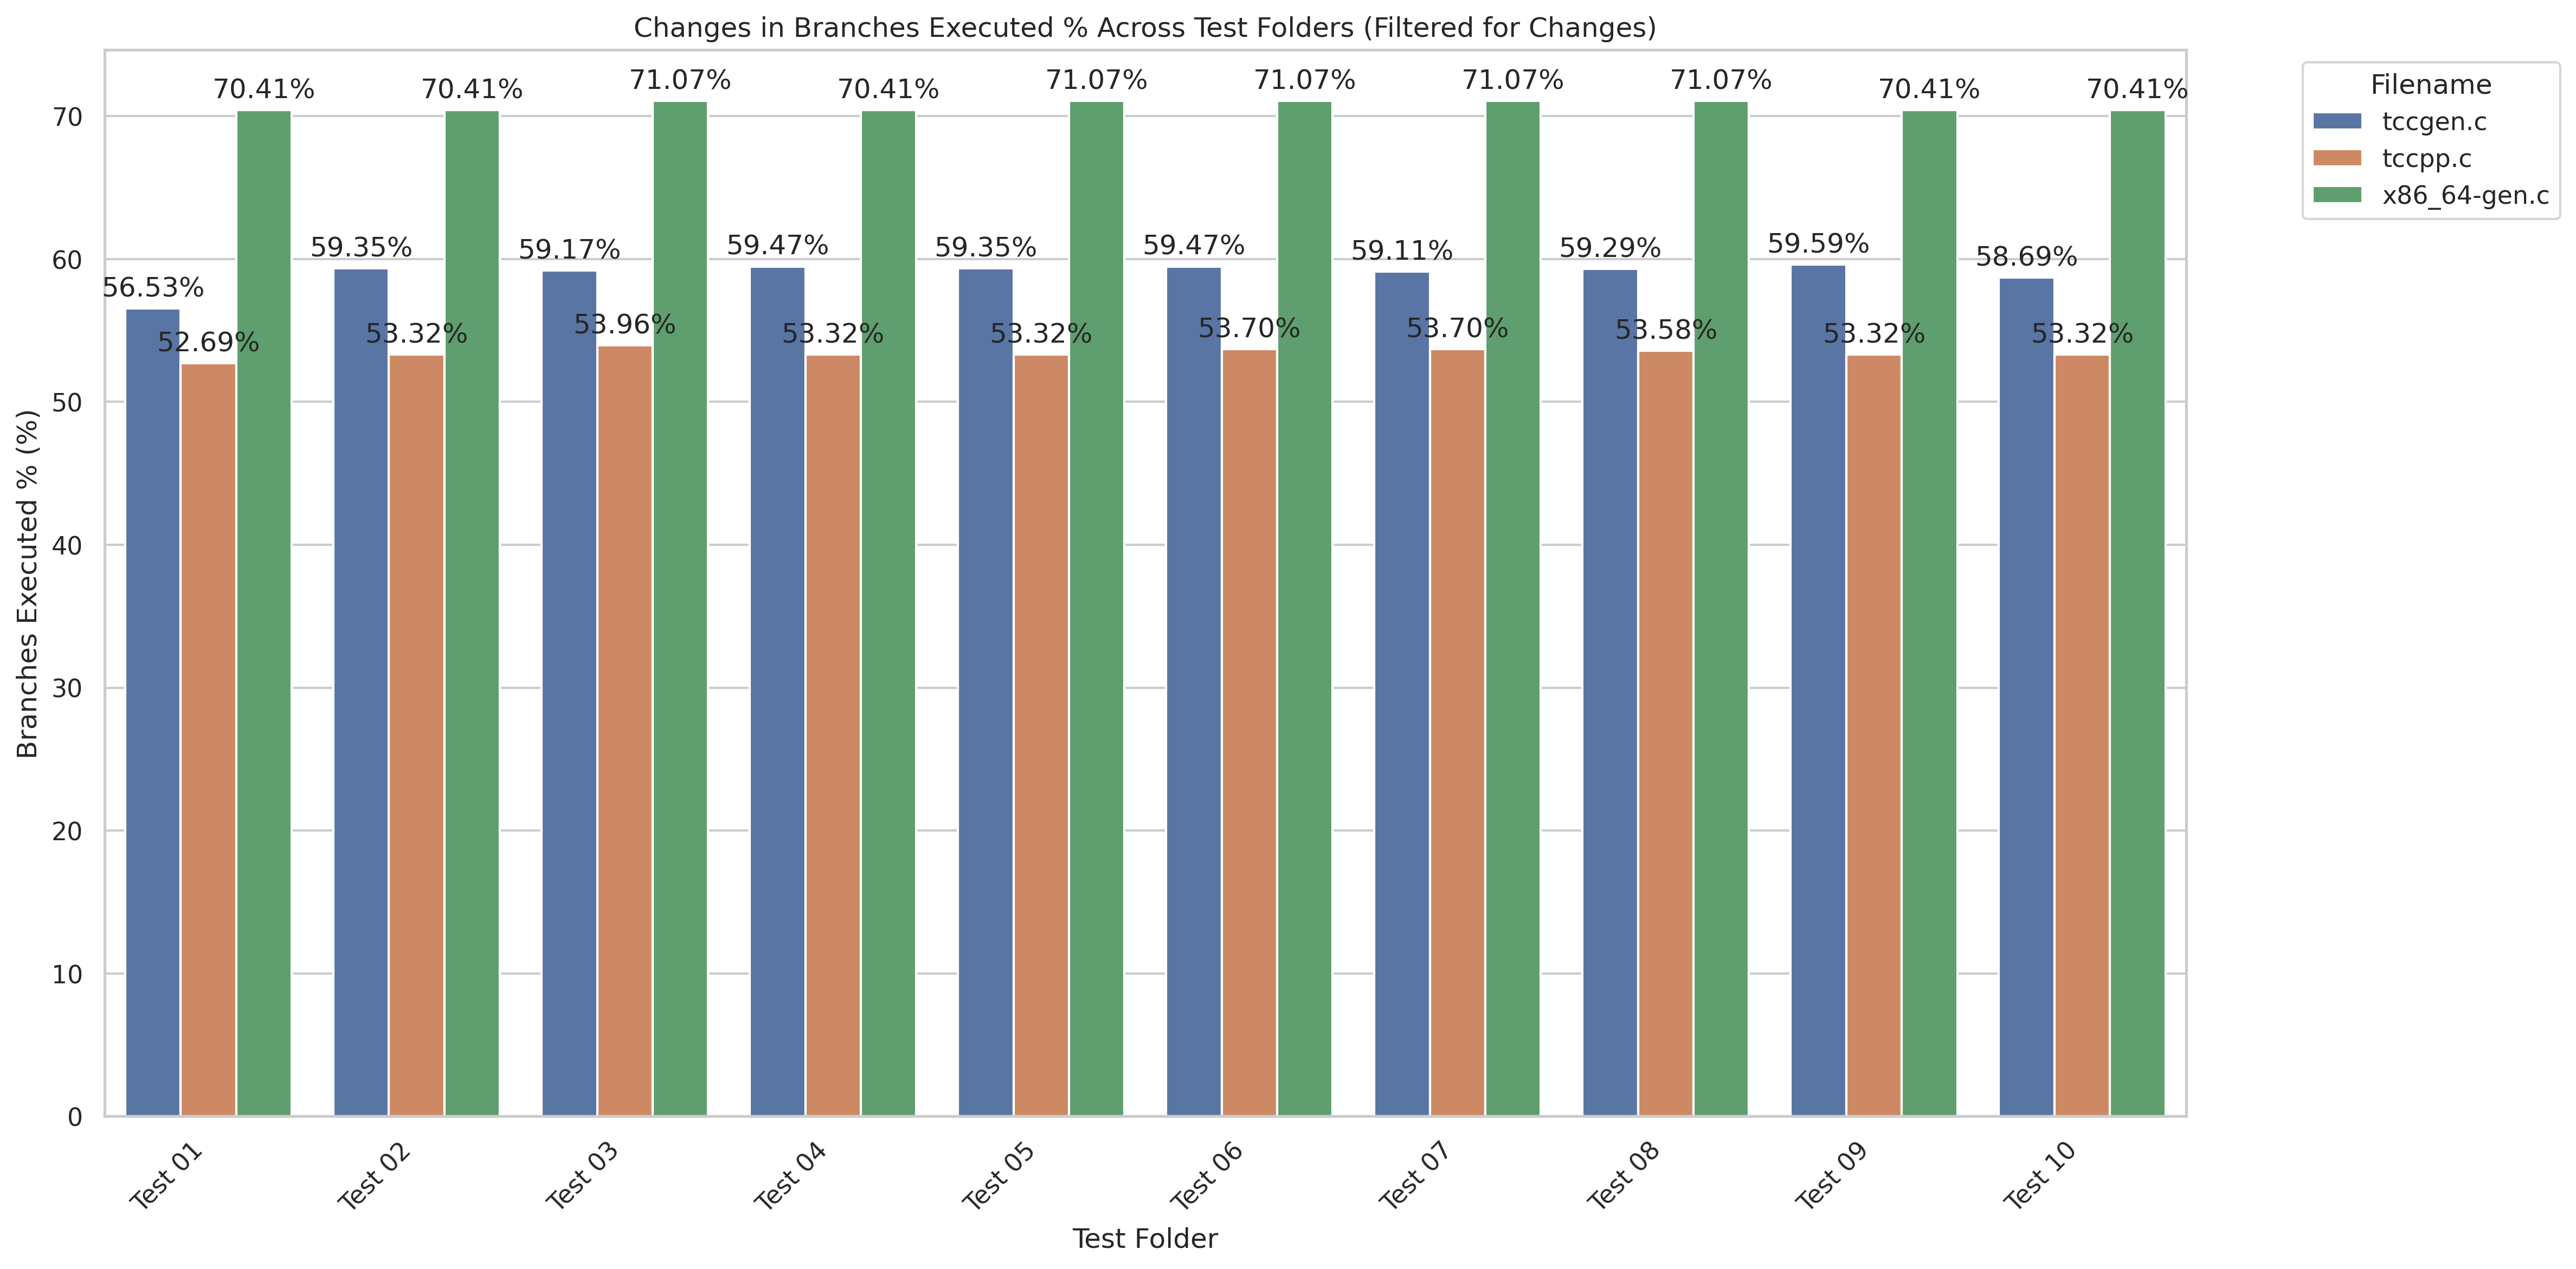 Changes in Branches Executed % Across Test Folders (Filtered for Changes)
Branches Executed % (%)
70
60
50
40
30
20
10
0
56.53%
52.69%
70.41%
59.35%
53.32%
70.41%
59.17%
53.96%
71.07%
59.47%
53.32%
70.41%
59.35%
53.32%
71.07%
59.47%
53.70%
71.07%
59.11%
53.70%
71.07%
59.29%
53.58%
71.07%
59.59%
53.32%
70.41%
58.69%
53.32%
70.41%
Test 01
Test 02
Test 03
Test 04
Test 05
Test 06
Test 07
Test 08
Test 09
Test 10
Test Folder
Filename
tccgen.c
tccpp.c
x86_64-gen.c